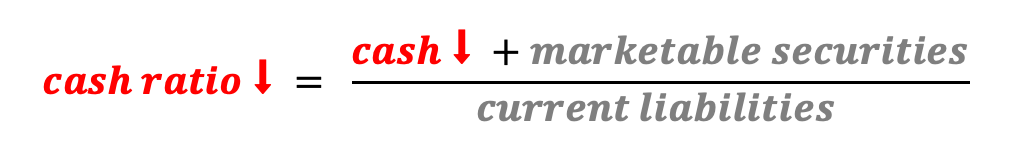 cash ratio ⬇ = cash ⬇ + marketable securities
current liabilities